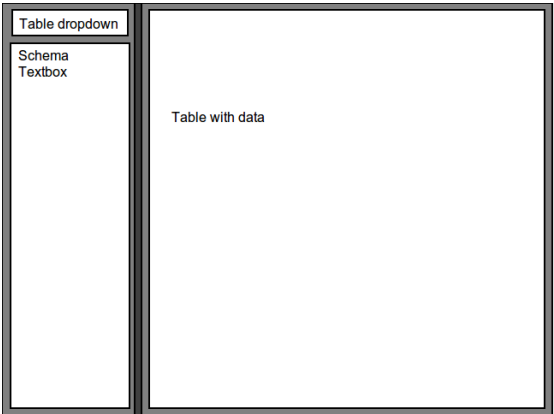 Table dropdown
Schema
Textbox
Table with data